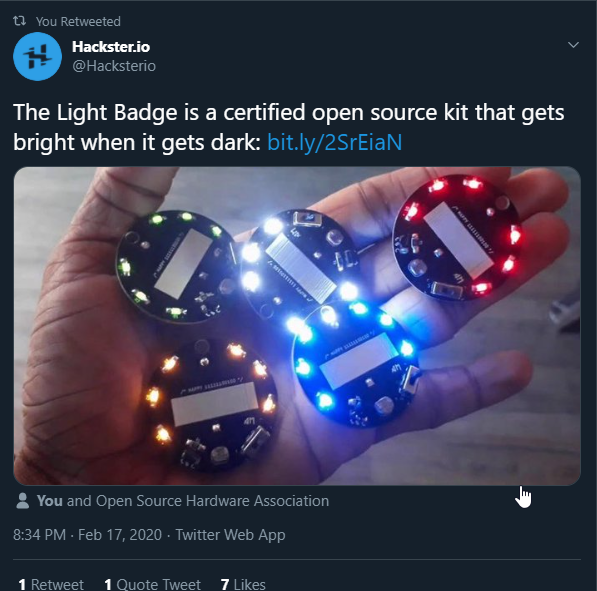 You Retweeted
Hackster.io
@Hacksterio
The Light Badge is a certified open source kit that gets
bright when it gets dark: bit.ly/2SrEiaN
You and Open Source Hardware Association
8:34 PM · Feb 17, 2020 · Twitter Web App
1 Retweet 1 Quote Tweet 7 Likes